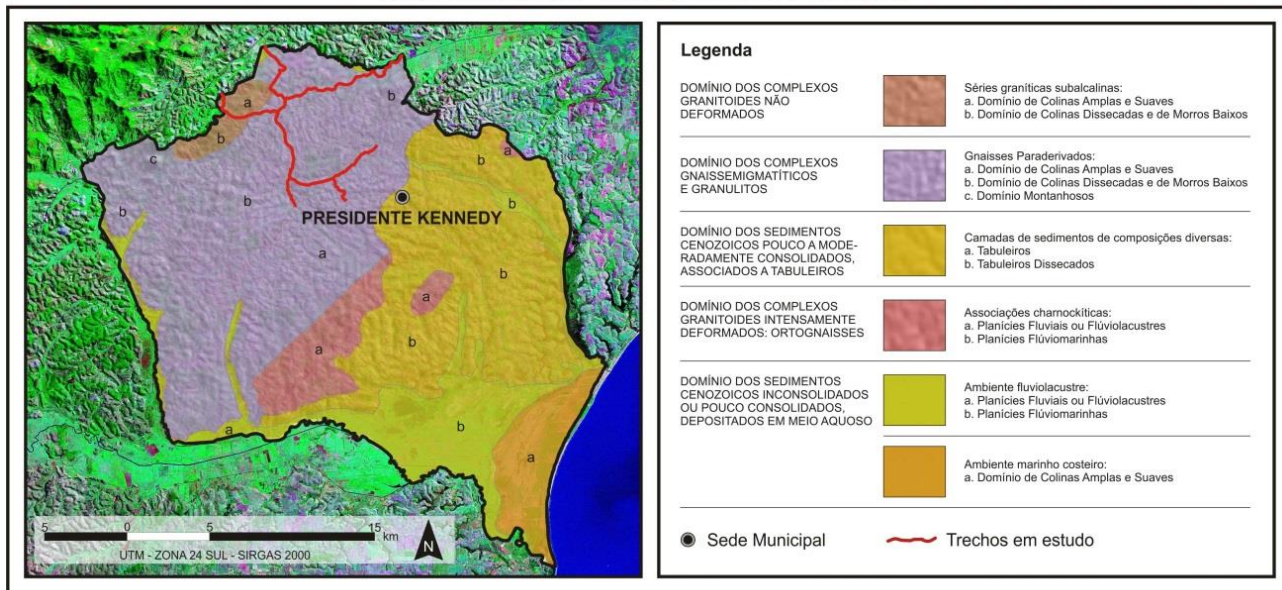 a
b
b
c
b
b
a
b
b
a
b
PRESIDENTE KENNEDY
a
b
a
a
b
b
a
a
5 0 5 15
km
UTM - ZONA 24 SUL - SIRGAS 2000
N
Legenda
DOMÍNIO DOS COMPLEXOS
GRANITOIDES NÃO
DEFORMADOS
Séries graníticas subalcalinas:
a. Domínio de Colinas Amplas e Suaves
b. Domínio de Colinas Dissecadas e de Morros Baixos
DOMÍNIO DOS COMPLEXOS
GNAISSEMIGMATÍTICOS
E GRANULITOS
Gnaisses Paraderivados:
a. Domínio de Colinas Amplas e Suaves
b. Domínio de Colinas Dissecadas e de Morros Baixos
c. Domínio Montanhosos
DOMÍNIO DOS SEDIMENTOS
CENOZOICOS POUCO A MODE-
RADAMENTE CONSOLIDADOS,
ASSOCIADOS A TABULEIROS
Camadas de sedimentos de composições diversas:
a. Tabuleiros
b. Tabuleiros Dissecados
DOMÍNIO DOS COMPLEXOS
GRANITOIDES INTENSAMENTE
DEFORMADOS: ORTOGNAISSES
Associações charnockíticas:
a. Planícies Fluviais ou Flúviolacustres
b. Planícies Flúviomarinhas
DOMÍNIO DOS SEDIMENTOS
CENOZOICOS INCONSOLIDADOS
OU POUCO CONSOLIDADOS,
DEPOSITADOS EM MEIO AQUOSO
Ambiente fluviolacustre:
a. Planícies Fluviais ou Flúviolacustres
b. Planícies Flúviomarinhas
Ambiente marinho costeiro:
a. Domínio de Colinas Amplas e Suaves
Sede Municipal
Trechos em estudo